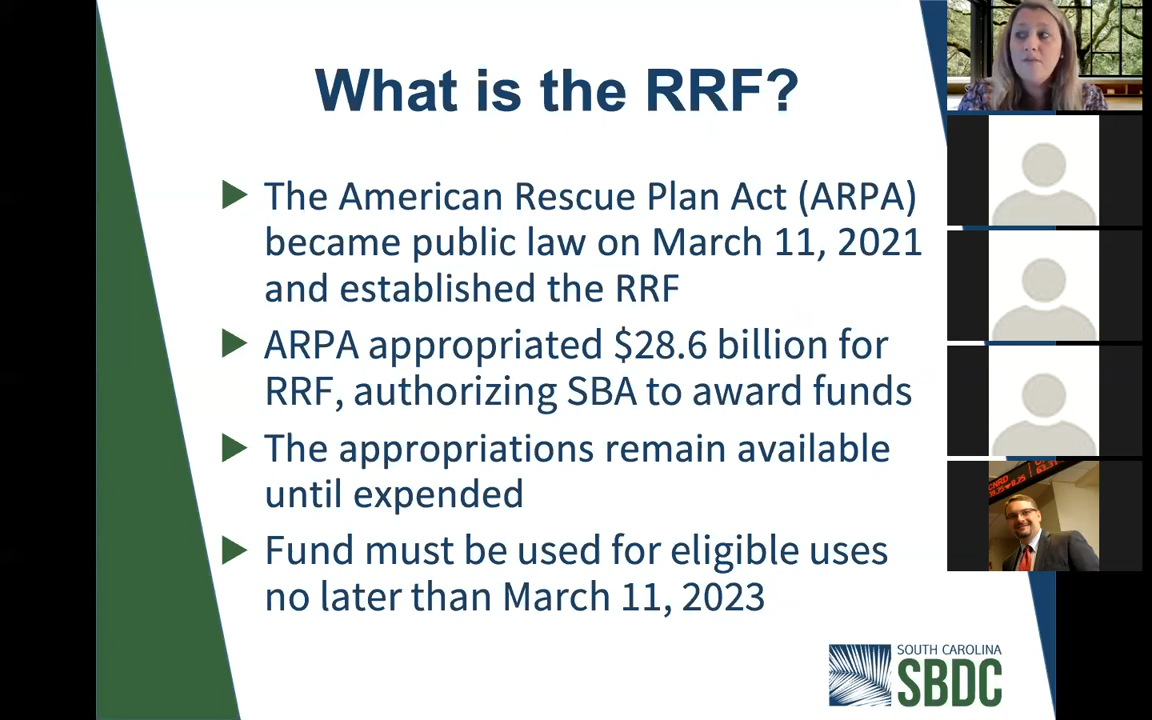 What is the RRF?
The American Rescue Plan Act (ARPA)
became public law on March 11, 2021
and established the RRF
ARPA appropriated $28.6 billion for
RRF, authorizing SBA to award funds
The appropriations remain available
until expended
Fund must be used for eligible uses
no later than March 11, 2023
SOUTH CAROLINA
SBDC